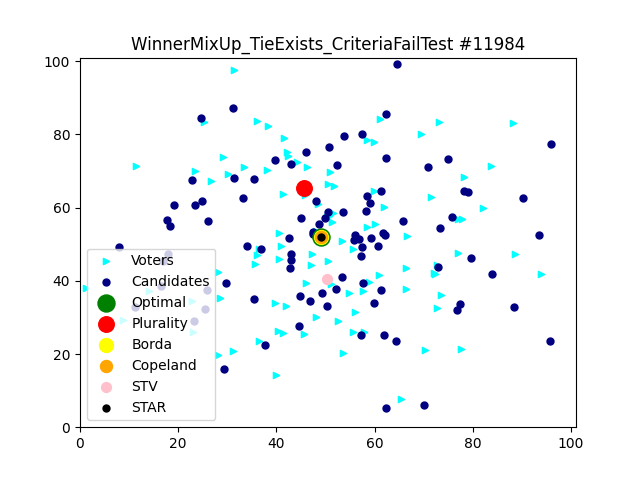 WinnerMixUp_TieExists_CriteriaFailTest #11984
100
80
60
40
20
0
Voters
Candidates
Optimal
Plurality
Borda
Copeland
STV
STAR
0 20 40 60 80 100